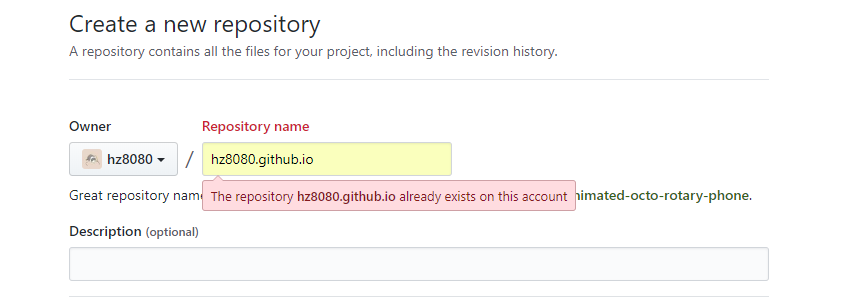 Create a new repository
A repository contains all the files for your project, including the revision history.
Owner
Repository name
hz8080
/
hz8080.github.io
The repository hz8080.github.io already exists on this account
Great repository nam
nimated-octo-rotary-phone.
Description (optional)